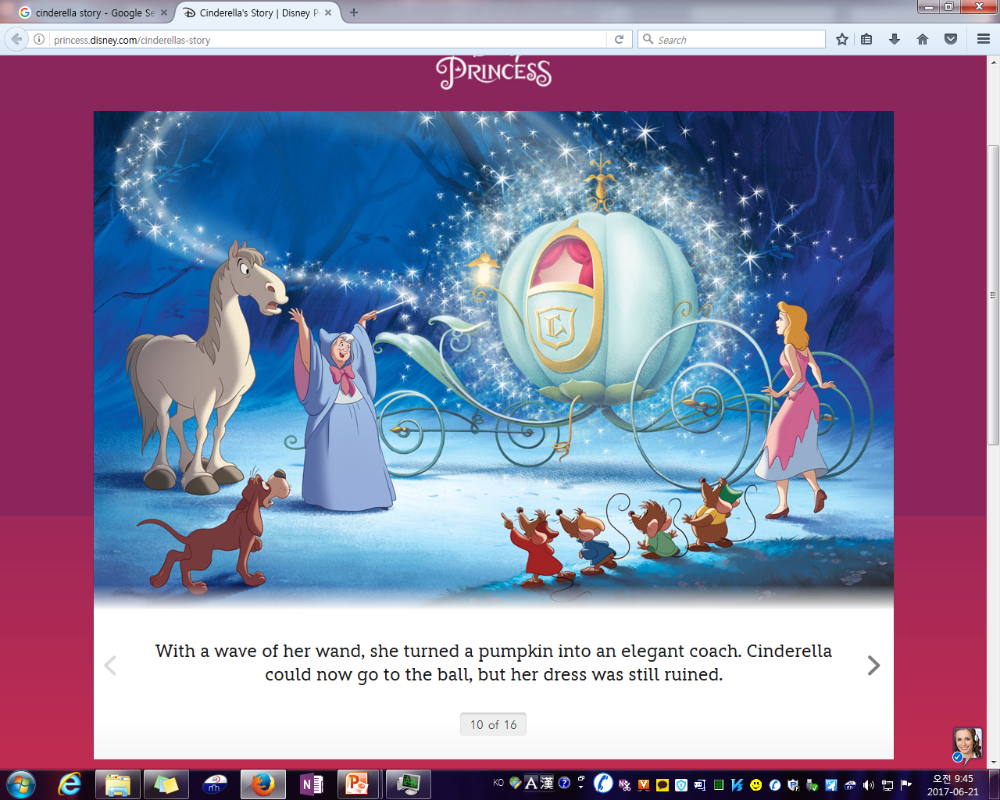 cinderella story - Google Se
Cinderella's Story | Disney P
princess.disney.com/cinderellas-story
Search
PRINCESS
C
With a wave of her wand, she turned a pumpkin into an elegant coach. Cinderella
could now go to the ball, but her dress was still ruined.
10 of 16
KO
A 漢
오전 9:45
2017-06-21